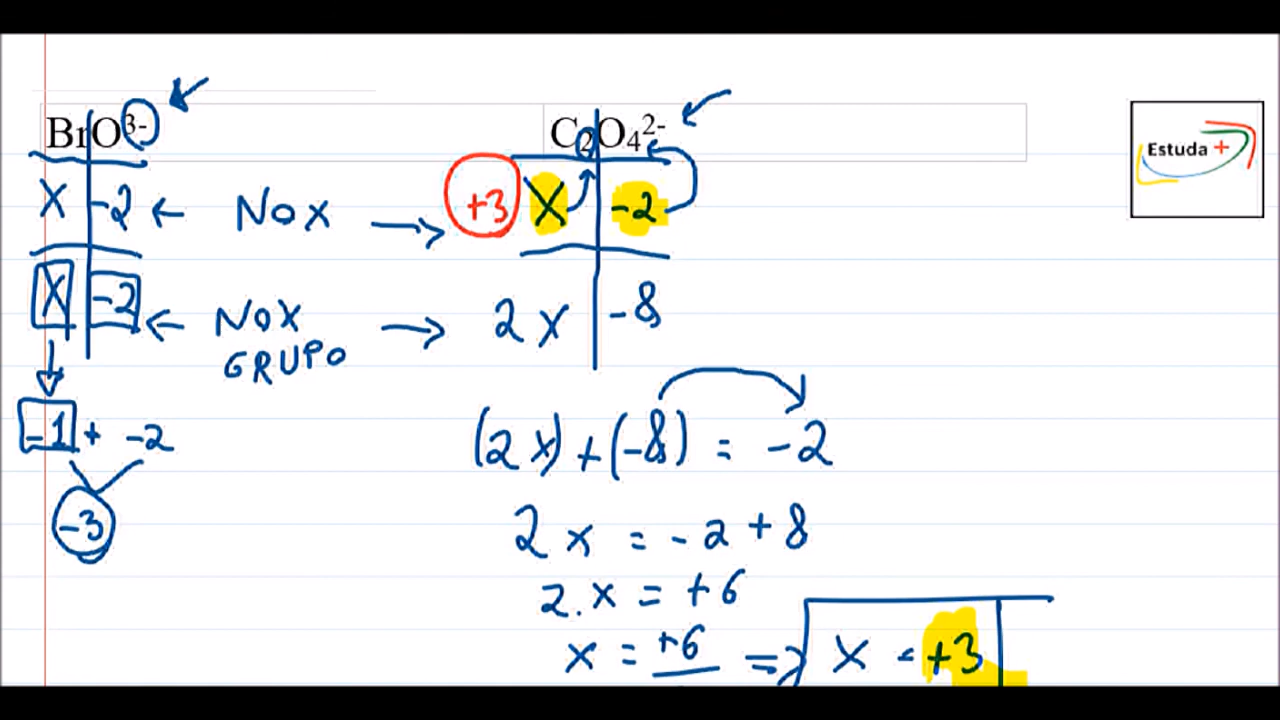 BrO³⁻ C₂O₄²⁻
Estuda +
X -2 ← NOX → +3 X -2
X -2 ← NOX GRUPO → 2X -8
-1 + -2
-3
(2X) + (-8) = -2
2X = -2 + 8
2.X = +6
X = +6 ⇒ X = +3